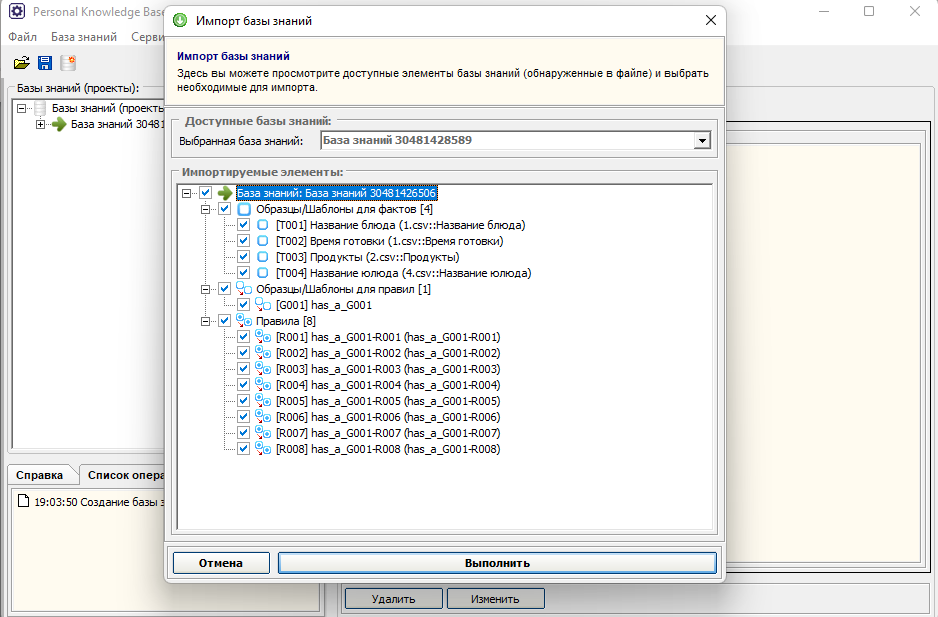 Personal Knowledge Base
Файл База знаний Серви
Базы знаний (проекты):
Базы знаний (проекты
База знаний 30481
Справка Список опера
19:03:50 Создание базы з
Импорт базы знаний
Импорт базы знаний
Здесь вы можете просмотрите доступные элементы базы знаний (обнаруженные в файле) и выбрать
необходимые для импорта.
Доступные базы знаний:
Выбранная база знаний: База знаний 30481428589
Импортируемые элементы:
База знаний: База знаний 30481426506
Образцы/Шаблоны для фактов [4]
[T001] Название блюда (1.csv::Название блюда)
[T002] Время готовки (1.csv::Время готовки)
[T003] Продукты (2.csv::Продукты)
[T004] Название юлюда (4.csv::Название юлюда)
Образцы/Шаблоны для правил [1]
[G001] has_a_G001
Правила [8]
[R001] has_a_G001-R001 (has_a_G001-R001)
[R002] has_a_G001-R002 (has_a_G001-R002)
[R003] has_a_G001-R003 (has_a_G001-R003)
[R004] has_a_G001-R004 (has_a_G001-R004)
[R005] has_a_G001-R005 (has_a_G001-R005)
[R006] has_a_G001-R006 (has_a_G001-R006)
[R007] has_a_G001-R007 (has_a_G001-R007)
[R008] has_a_G001-R008 (has_a_G001-R008)
Отмена Выполнить
Удалить Изменить